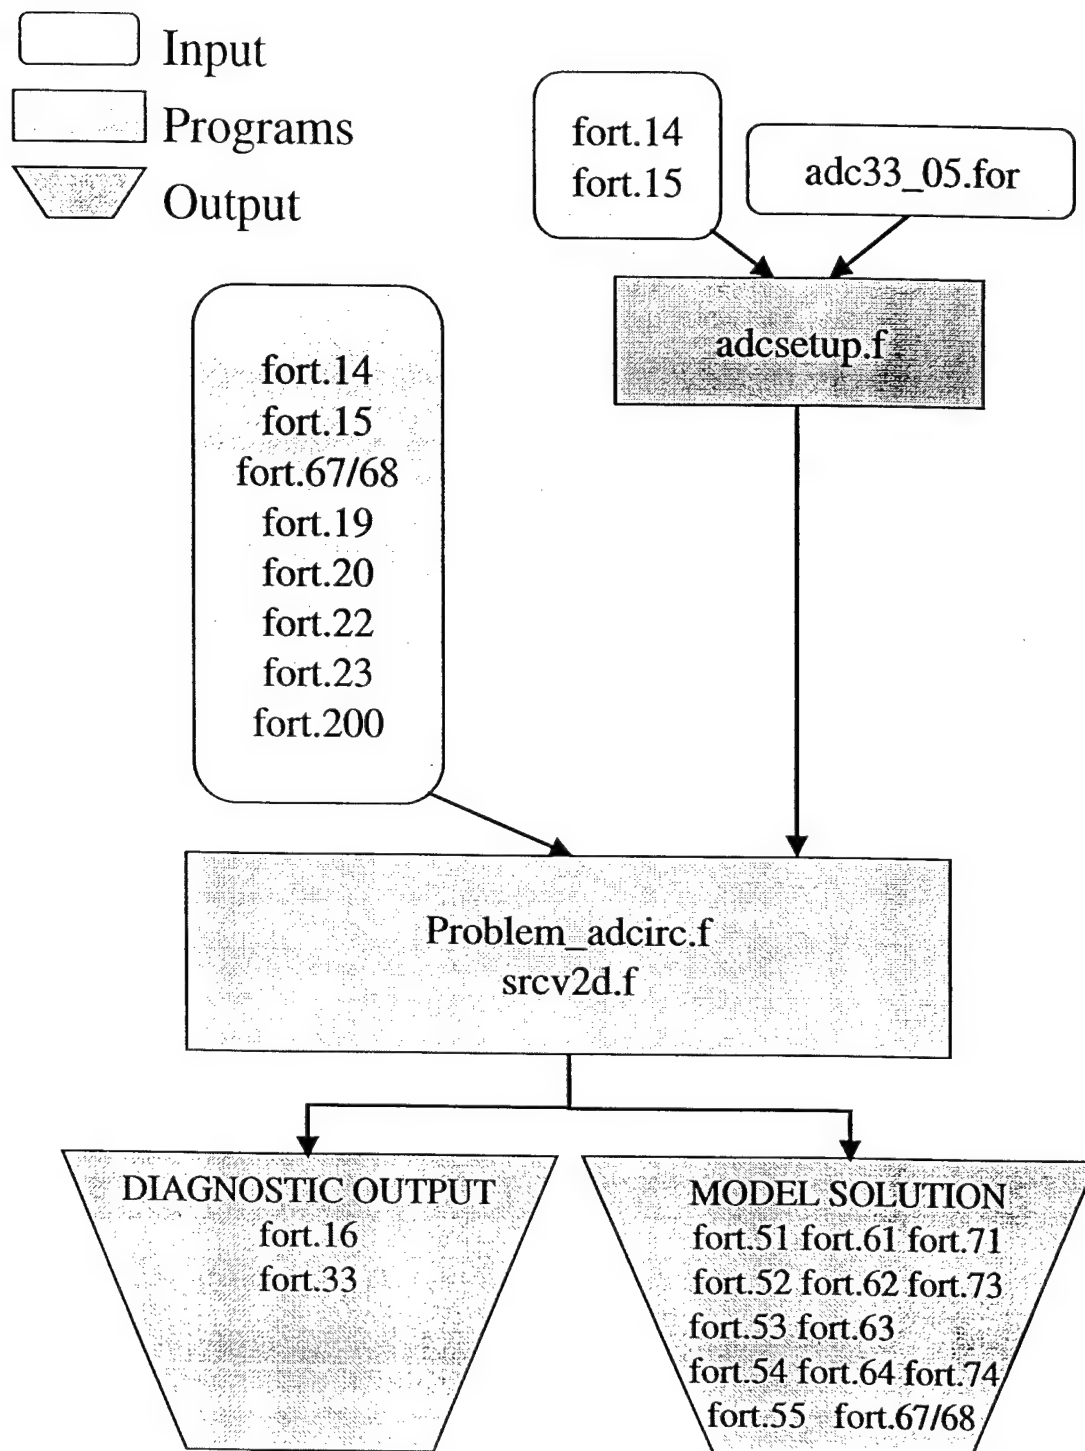 Input
Programs
Output
fort.14
fort.15
adc33_05.for
adcsetup.f
fort.14
fort.15
fort.67/68
fort.19
fort.20
fort.22
fort.23
fort.200
Problem_adcirc.f
srcv2d.f
DIAGNOSTIC OUTPUT
fort.16
fort.33
MODEL SOLUTION
fort.51 fort.61 fort.71
fort.52 fort.62 fort.73
fort.53 fort.63
fort.54 fort.64 fort.74
fort.55 fort.67/68